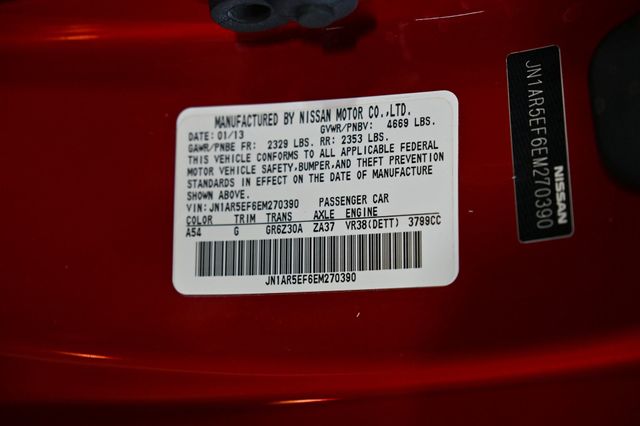 MANUFACTURED BY NISSAN MOTOR CO.,LTD.
DATE: 01/13 GVWR/PNBV: 4669 LBS.
GAWR/PNBE FR: 2329 LBS. RR: 2353 LBS.
THIS VEHICLE CONFORMS TO ALL APPLICABLE FEDERAL
MOTOR VEHICLE SAFETY,BUMPER,AND THEFT PREVENTION
STANDARDS IN EFFECT ON THE DATE OF MANUFACTURE
SHOWN ABOVE.
VIN: JN1AR5EF6EM270390 PASSENGER CAR
COLOR TRIM TRANS AXLE ENGINE
A54 G GR6Z30A ZA37 VR38(DETT) 3799CC
JN1AR5EF6EM270390
JN1AR5EF6EM270390
NISSAN